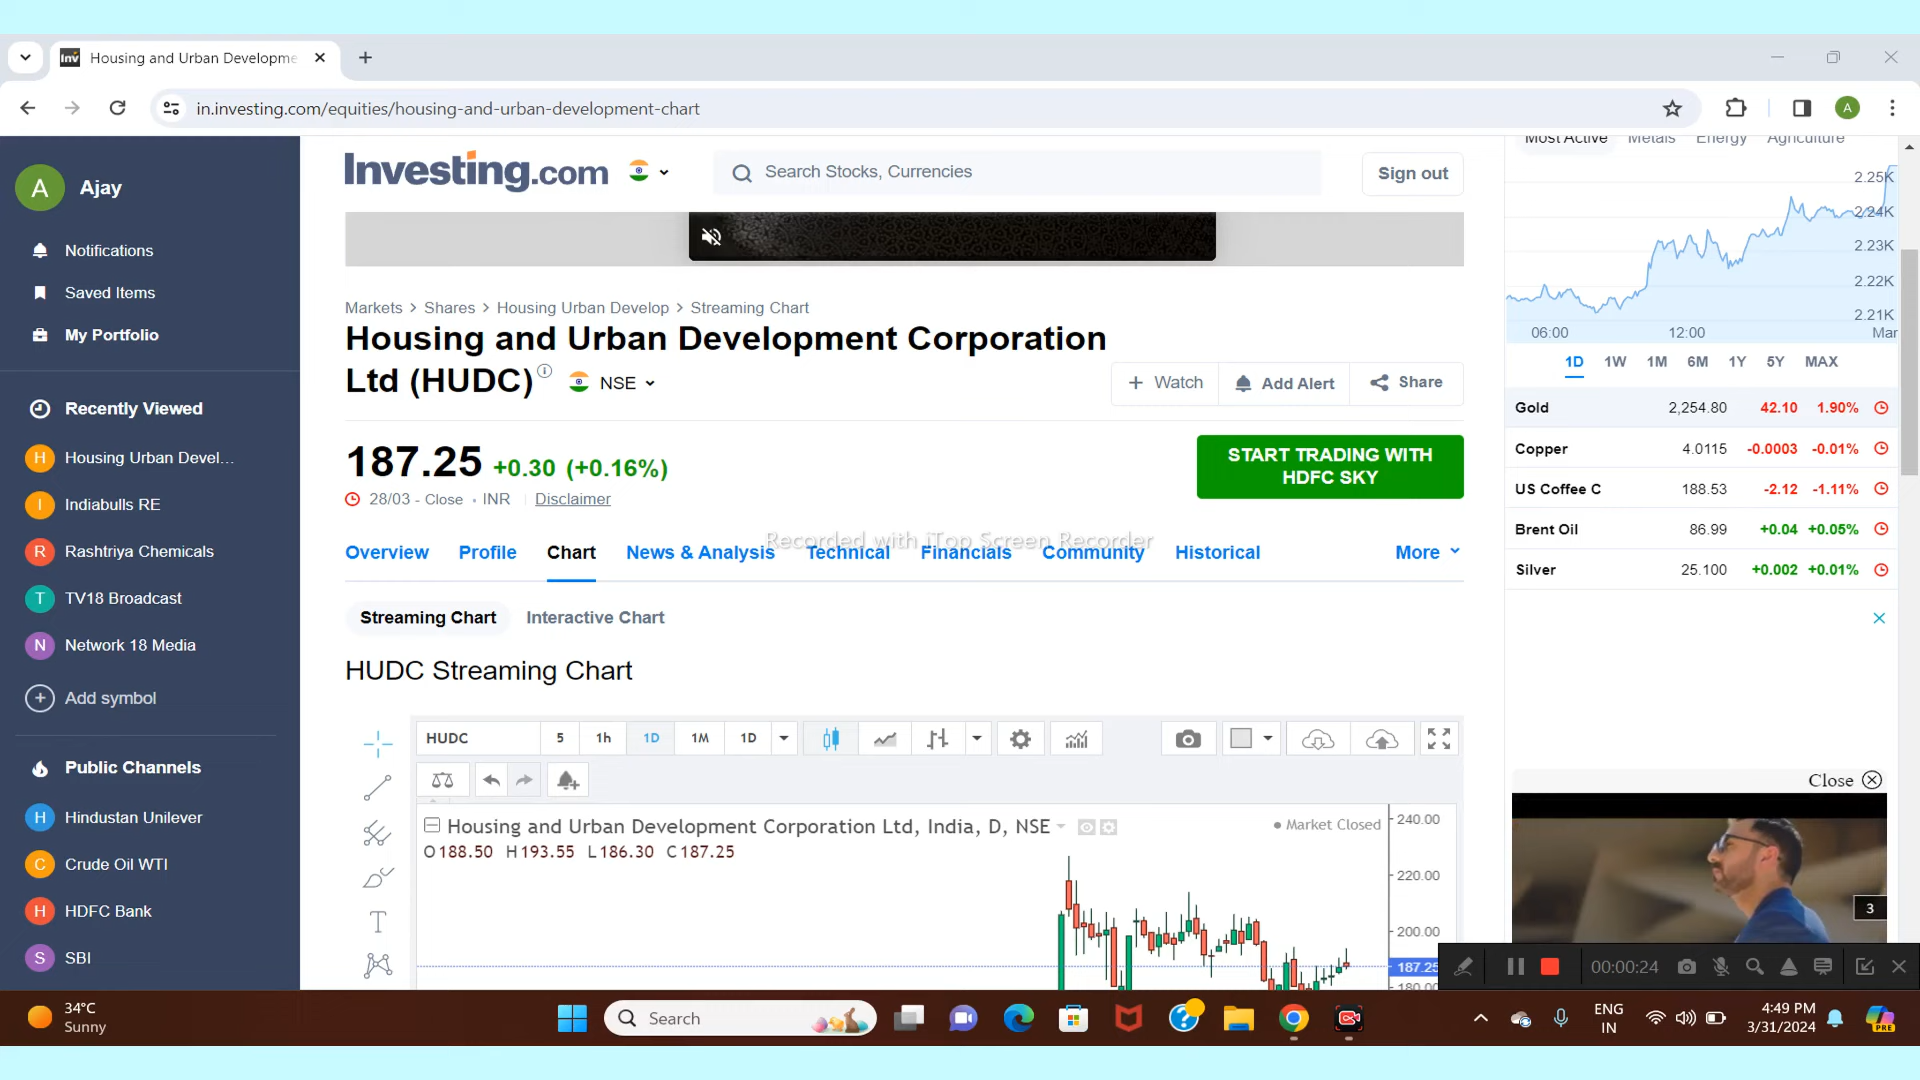 Housing and Urban Developme
in.investing.com/equities/housing-and-urban-development-chart
A
A
Ajay
Notifications
Saved Items
My Portfolio
Recently Viewed
H Housing Urban Devel...
I Indiabulls RE
R Rashtriya Chemicals
T TV18 Broadcast
N Network 18 Media
Add symbol
Public Channels
H Hindustan Unilever
C Crude Oil WTI
H HDFC Bank
S SBI
Investing.com
Search Stocks, Currencies
Sign out
Markets > Shares > Housing Urban Develop > Streaming Chart
Housing and Urban Development Corporation
Ltd (HUDC) NSE
+ Watch
Add Alert
Share
187.25 +0.30 (+0.16%)
28/03 - Close · INR Disclaimer
START TRADING WITH
HDFC SKY
Recorded with iTop Screen Recorder
Overview Profile Chart News & Analysis Technical Financials Community Historical More
Streaming Chart Interactive Chart
HUDC Streaming Chart
HUDC 5 1h 1D 1M 1D
Housing and Urban Development Corporation Ltd, India, D, NSE
Market Closed
O188.50 H193.55 L186.30 C187.25
240.00
220.00
200.00
187.25
180.00
Most Active Metals Energy Agriculture
2.25K
2.24K
2.23K
2.22K
2.21K
06:00 12:00 Mar
1D 1W 1M 6M 1Y 5Y MAX
Gold 2,254.80 42.10 1.90%
Copper 4.0115 -0.0003 -0.01%
US Coffee C 188.53 -2.12 -1.11%
Brent Oil 86.99 +0.04 +0.05%
Silver 25.100 +0.002 +0.01%
Close
3
00:00:24
34°C
Sunny
Search
ENG
IN
4:49 PM
3/31/2024
PRE